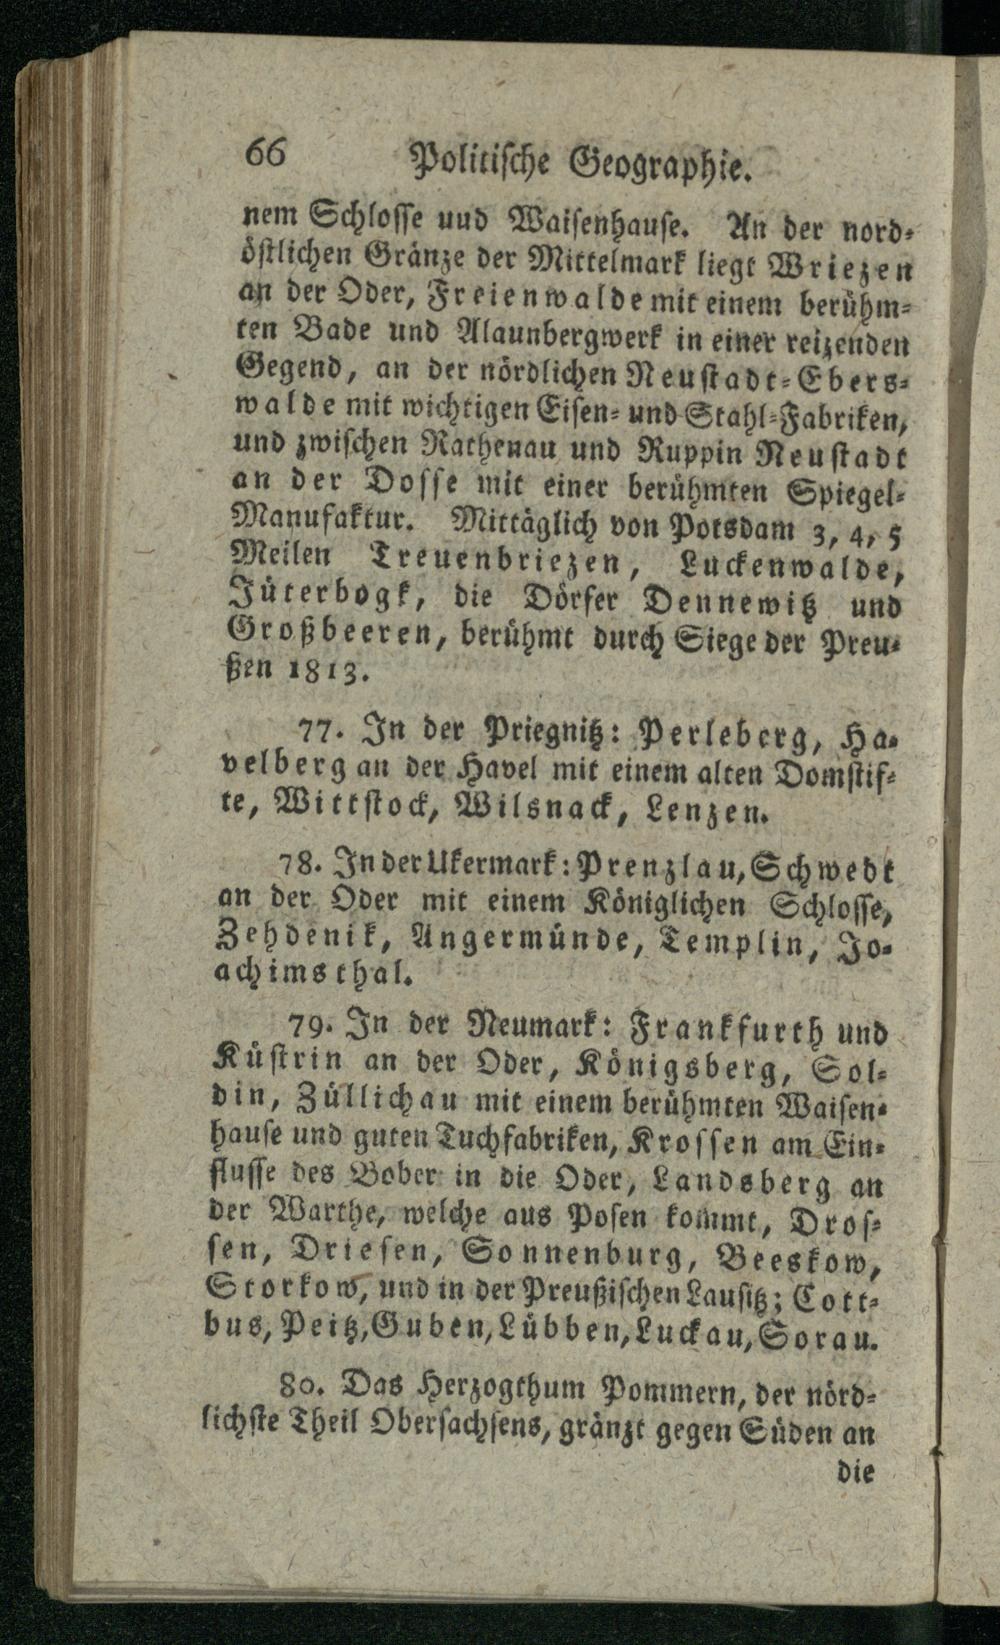 66 Politische Geographie.
nem Schlosse uud Waisenhause. An der nord-
östlichen Gränze der Mittelmark liegt Wriezen
an der Oder, Freienwalde mit einem berühm-
ten Bade und Alaunbergwerk in einer reizenden
Gegend, an der nördlichen Neustadt-Ebers-
walde mit wichtigen Eisen- und Stahl-Fabriken,
und zwischen Rathenau und Ruppin Neustadt
an der Dosse mit einer berühmten Spiegel-
Manufaktur. Mittäglich von Potsdam 3, 4, 5
Meilen Treuenbriezen, Luckenwalde,
Jüterbogk, die Dörfer Dennewitz und
Großbeeren, berühmt durch Siege der Preu-
ßen 1813.
77. In der Priegnitz: Perleberg, Ha-
velberg an der Havel mit einem alten Domstif-
te, Wittstock, Wilsnack, Lenzen.
78. In der Ukermark: Prenzlau, Schwedt
an der Oder mit einem Königlichen Schlosse,
Zehdenik, Angermünde, Templin, Jo-
achimsthal.
79. In der Neumark: Frankfurth und
Küstrin an der Oder, Königsberg, Sol-
din, Züllichau mit einem berühmten Waisen-
hause und guten Tuchfabriken, Krossen am Ein-
flusse des Bober in die Oder, Landsberg an
der Warthe, welche aus Posen kommt, Dros-
sen, Driesen, Sonnenburg, Beeskow,
Storkow, und in der Preußischen Lausitz; Cott-
bus, Peitz, Guben, Lübben, Luckau, Sorau.
80. Das Herzogthum Pommern, der nörd-
lichste Theil Obersachsens, gränzt gegen Süden an
die